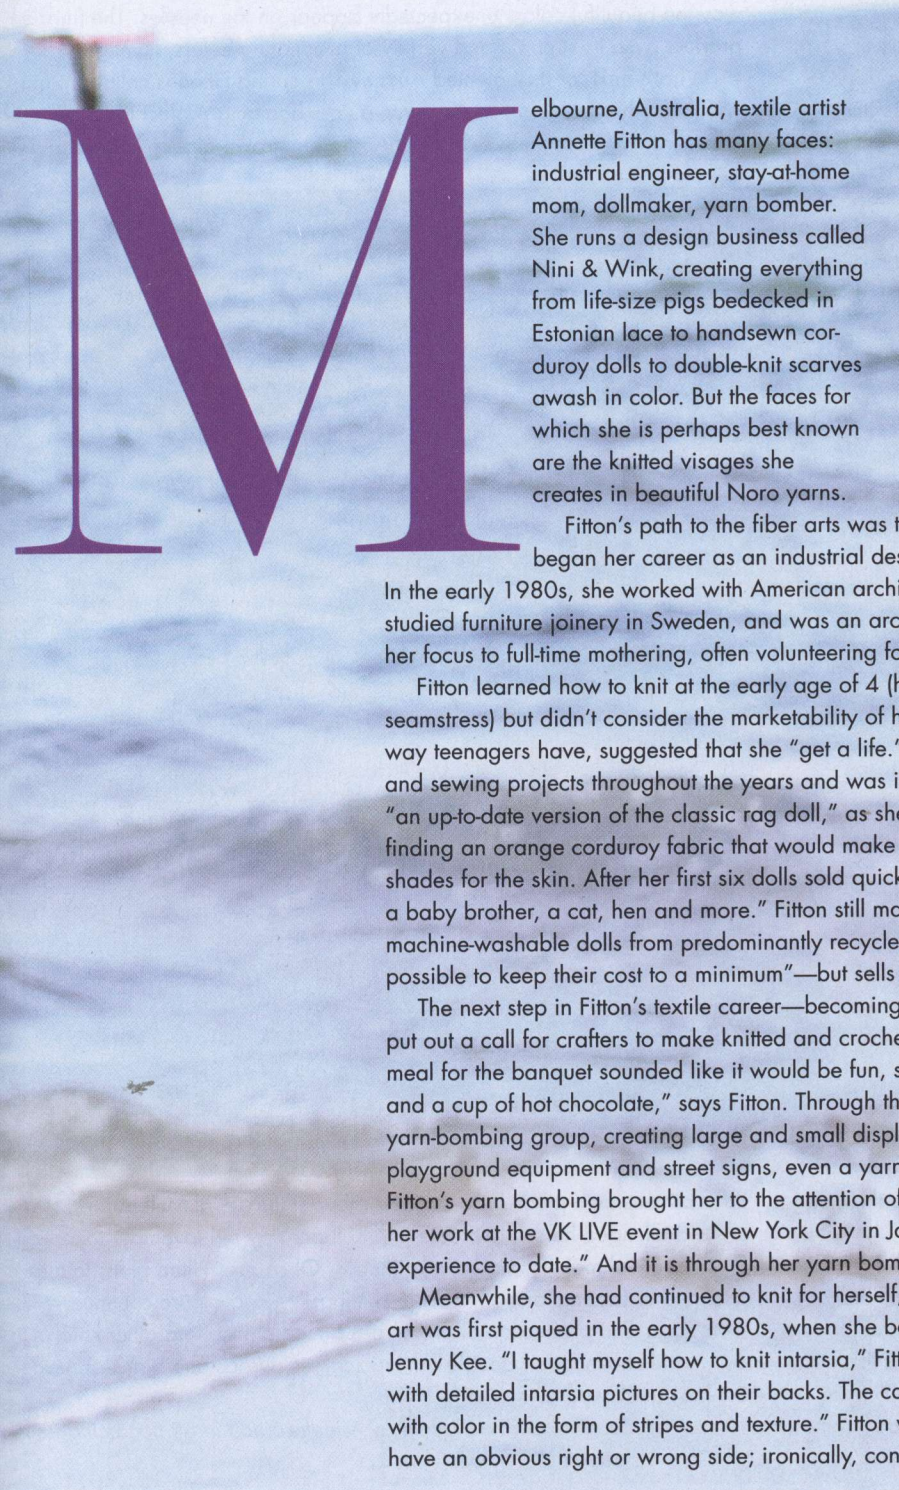 Melbourne, Australia, textile artist
Annette Fitton has many faces:
industrial engineer, stay-at-home
mom, dollmaker, yarn bomber.
She runs a design business called
Nini & Wink, creating everything
from life-size pigs bedecked in
Estonian lace to handsewn cor-
duroy dolls to double-knit scarves
awash in color. But the faces for
which she is perhaps best known
are the knitted visages she
creates in beautiful Noro yarns.
Fitton's path to the fiber arts was
began her career as an industrial
In the early 1980s, she worked with American
studied furniture joinery in Sweden, and was an
her focus to full-time mothering, often volunteering
Fitton learned how to knit at the early age of 4
seamstress) but didn't consider the marketability of
way teenagers have, suggested that she "get a life."
and sewing projects throughout the years and was
"an up-to-date version of the classic rag doll," as
finding an orange corduroy fabric that would make
shades for the skin. After her first six dolls sold
a baby brother, a cat, hen and more." Fitton still
machine-washable dolls from predominantly
possible to keep their cost to a minimum"—but sells
The next step in Fitton's textile career—becoming
put out a call for crafters to make knitted and
meal for the banquet sounded like it would be fun,
and a cup of hot chocolate," says Fitton. Through
yarn-bombing group, creating large and small
playground equipment and street signs, even a yarn
Fitton's yarn bombing brought her to the attention of
her work at the VK LIVE event in New York City in
experience to date." And it is through her yarn
Meanwhile, she had continued to knit for herself,
art was first piqued in the early 1980s, when she
Jenny Kee. "I taught myself how to knit intarsia,"
with detailed intarsia pictures on their backs. The
with color in the form of stripes and texture." Fitton
have an obvious right or wrong side; ironically,